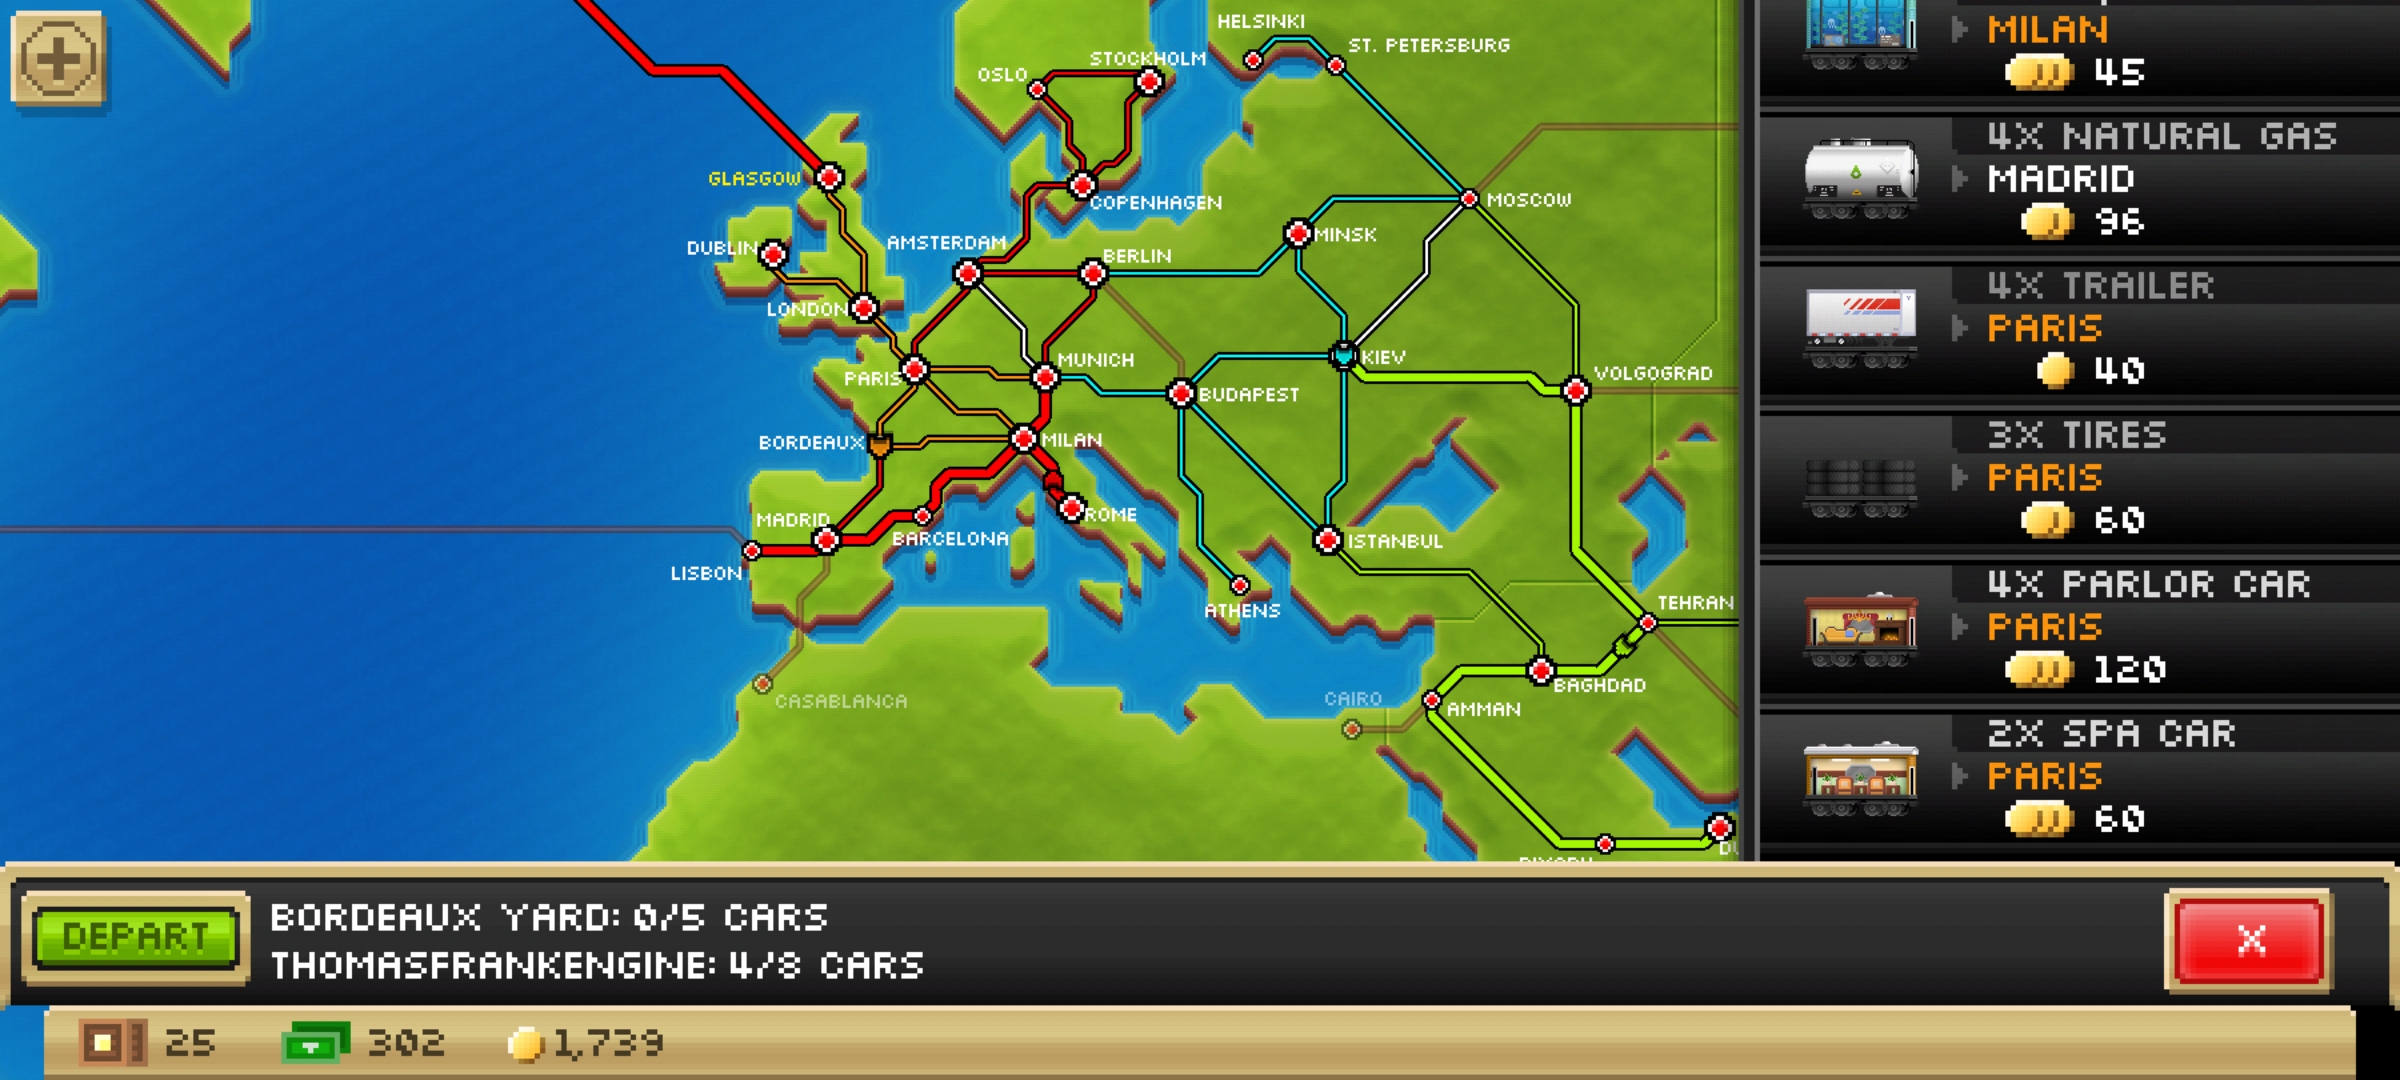 HELSINKI
ST. PETERSBURG
STOCKHOLM
OSLO
GLASGOW
COPENHAGEN
MOSCOW
DUBLIN
AMSTERDAM
BERLIN
MINSK
LONDON
PARIS
MUNICH
KIEV
VOLGOGRAD
BUDAPEST
BORDEAUX
MILAN
MADRID
BARCELONA
ROME
ISTANBUL
LISBON
ATHENS
TEHRAN
CASABLANCA
CAIRO
BAGHDAD
AMMAN
MILAN
45
4X NATURAL GAS
MADRID
96
4X TRAILER
PARIS
40
3X TIRES
PARIS
60
4X PARLOR CAR
PARIS
120
2X SPA CAR
PARIS
60
DEPART
BORDEAUX YARD: 0/5 CARS
THOMASFRANKENGINE: 4/8 CARS
X
25
302
1,739